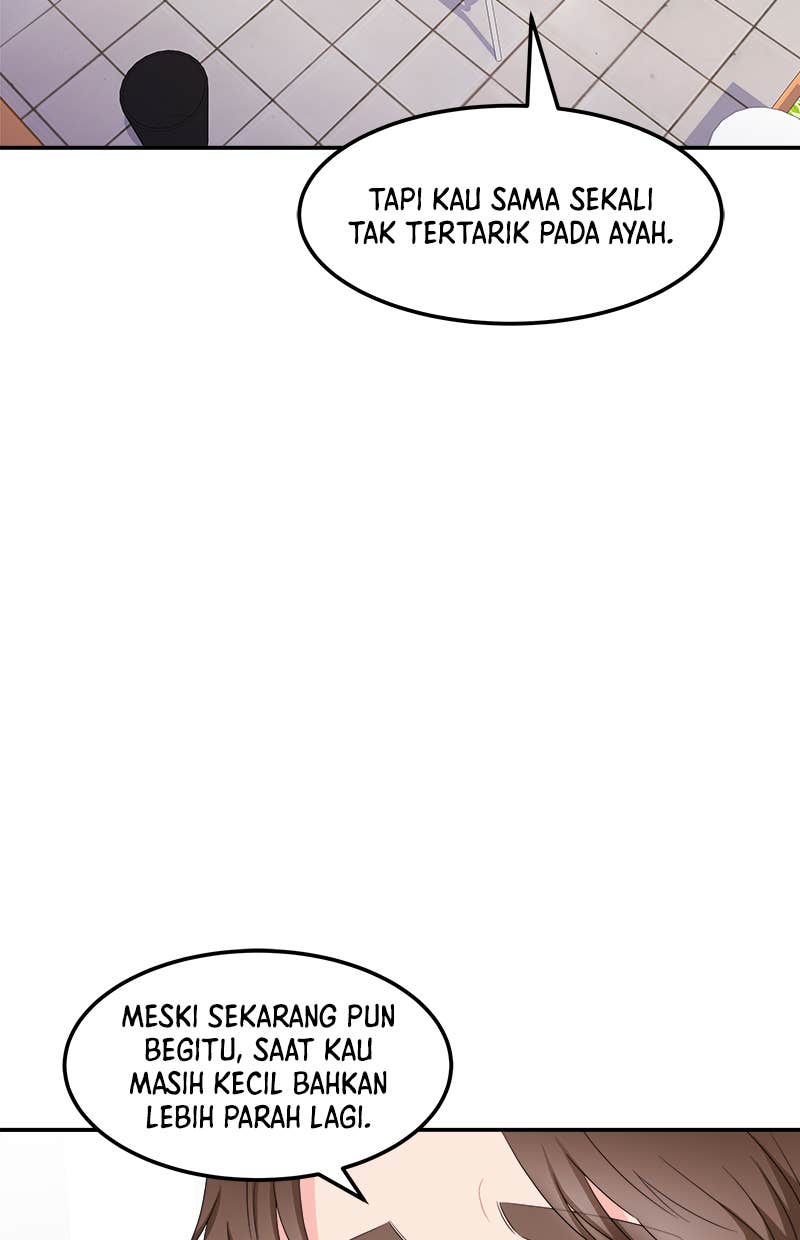 TAPI KAU SAMA SEKALI
TAK TERTARIK PADA AYAH.
MESKI SEKARANG PUN
BEGITU, SAAT KAU
MASIH KECIL BAHKAN
LEBIH PARAH LAGI.